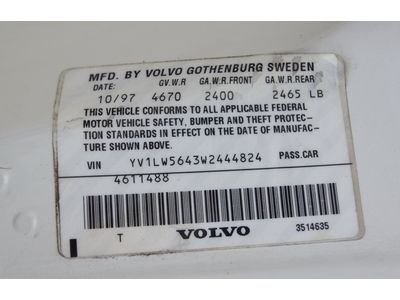 MFD. BY VOLVO GOTHENBURG SWEDEN
DATE: G.V.W.R GA.W.R.FRONT GA.W.R.REAR
10/97 4670 2400 2465 LB
THIS VEHICLE CONFORMS TO ALL APPLICABLE FEDERAL
MOTOR VEHICLE SAFETY, BUMPER AND THEFT PROTEC-
TION STANDARDS IN EFFECT ON THE DATE OF MANUFAC-
TURE SHOWN ABOVE.
VIN YV1LW5643W2444824 PASS.CAR
4611488
T VOLVO 3514635